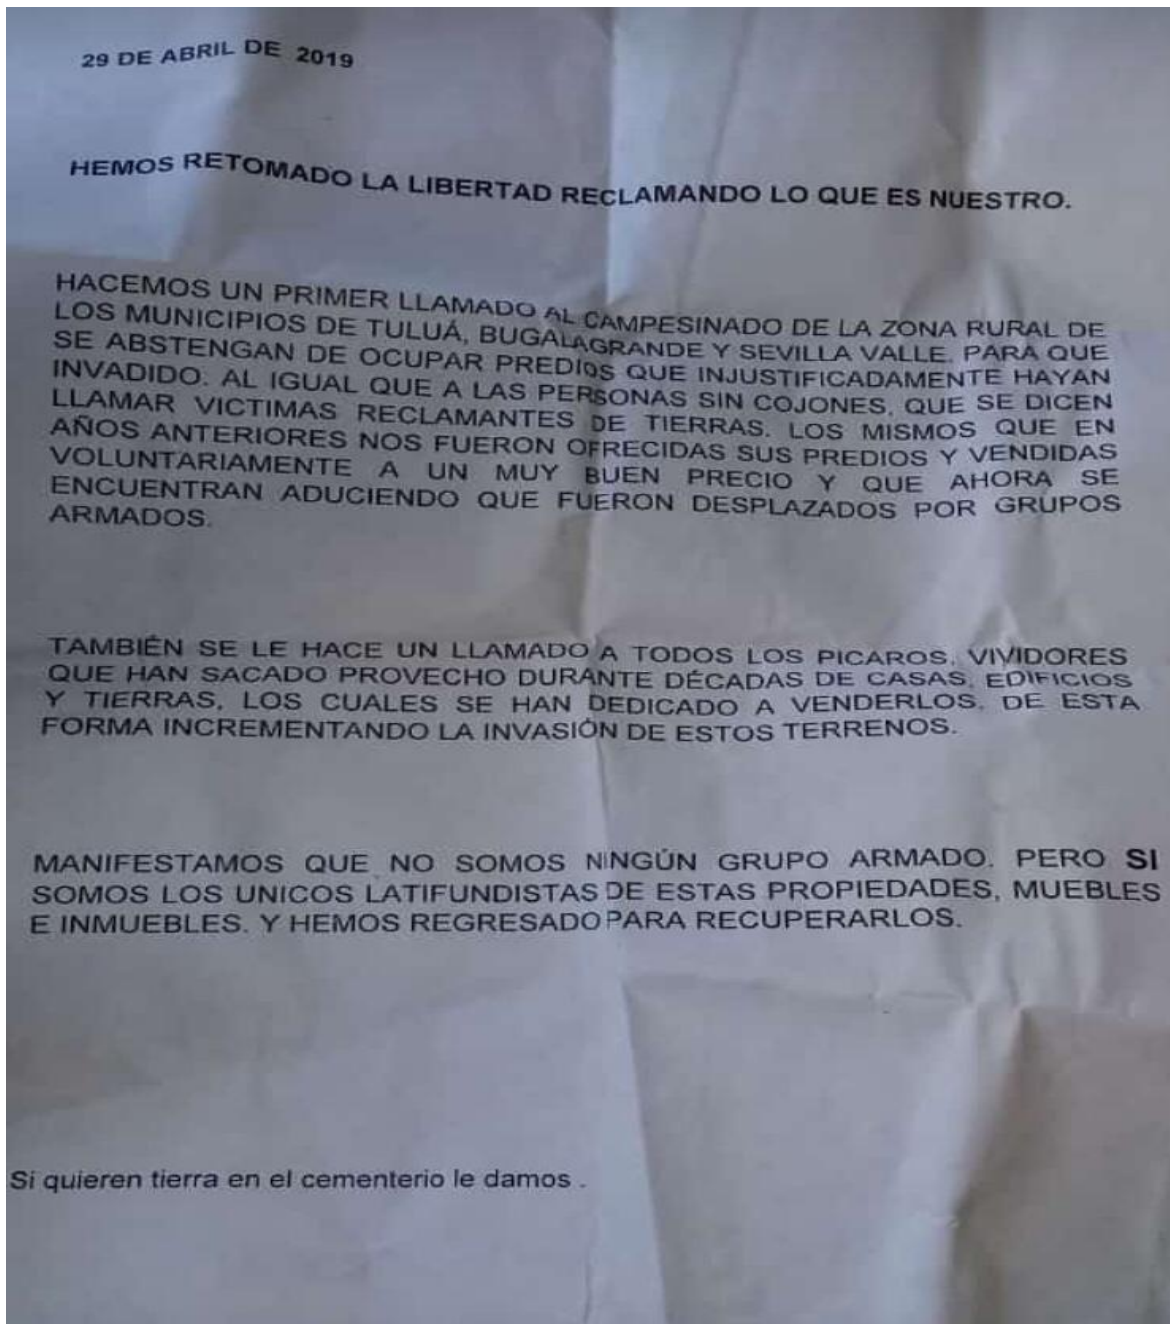 29 DE ABRIL DE 2019
HEMOS RETOMADO LA LIBERTAD RECLAMANDO LO QUE ES NUESTRO.
HACEMOS UN PRIMER LLAMADO AL CAMPESINADO DE LA ZONA RURAL DE
LOS MUNICIPIOS DE TULUÁ, BUGALAGRANDE Y SEVILLA VALLE. PARA QUE
SE ABSTENGAN DE OCUPAR PREDIOS QUE INJUSTIFICADAMENTE HAYAN
INVADIDO. AL IGUAL QUE A LAS PERSONAS SIN COJONES, QUE SE DICEN
LLAMAR VICTIMAS RECLAMANTES DE TIERRAS. LOS MISMOS QUE EN
AÑOS ANTERIORES NOS FUERON OFRECIDAS SUS PREDIOS Y VENDIDAS
VOLUNTARIAMENTE A UN MUY BUEN PRECIO Y QUE AHORA SE
ENCUENTRAN ADUCIENDO QUE FUERON DESPLAZADOS POR GRUPOS
ARMADOS.
TAMBIÉN SE LE HACE UN LLAMADO A TODOS LOS PICAROS, VIVIDORES
QUE HAN SACADO PROVECHO DURANTE DÉCADAS DE CASAS, EDIFICIOS
Y TIERRAS, LOS CUALES SE HAN DEDICADO A VENDERLOS. DE ESTA
FORMA INCREMENTANDO LA INVASIÓN DE ESTOS TERRENOS.
MANIFESTAMOS QUE NO SOMOS NINGÚN GRUPO ARMADO. PERO SI
SOMOS LOS UNICOS LATIFUNDISTAS DE ESTAS PROPIEDADES, MUEBLES
E INMUEBLES. Y HEMOS REGRESADO PARA RECUPERARLOS.
Si quieren tierra en el cementerio le damos .